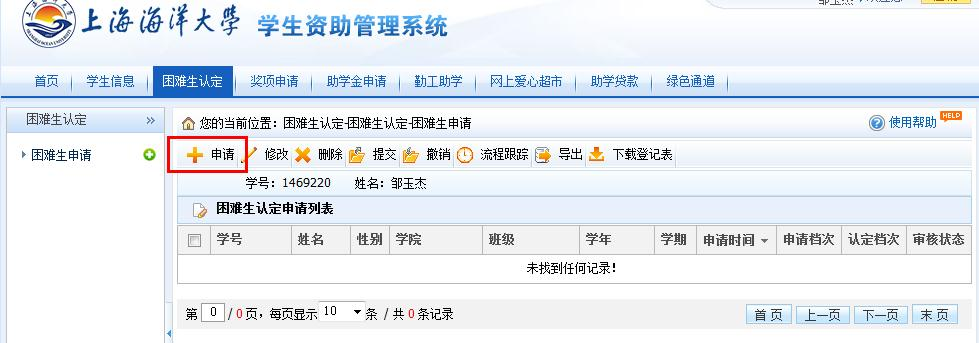 上海海洋大學 学生资助管理系统
首页 学生信息 困难生认定 奖项申请 助学金申请 勤工助学 网上爱心超市 助学贷款 绿色通道
困难生认定 »
困难生申请
您的当前位置：困难生认定-困难生认定-困难生申请 使用帮助 HELP
申请 修改 删除 提交 撤销 流程跟踪 导出 下载登记表
学号：1469220 姓名：邹玉杰
困难生认定申请列表
学号 姓名 性别 学院 班级 学年 学期 申请时间 申请档次 认定档次 审核状态
未找到任何记录！
第 0 / 0 页，每页显示 10 条 / 共 0 条记录 首 页 上一页 下一页 末 页